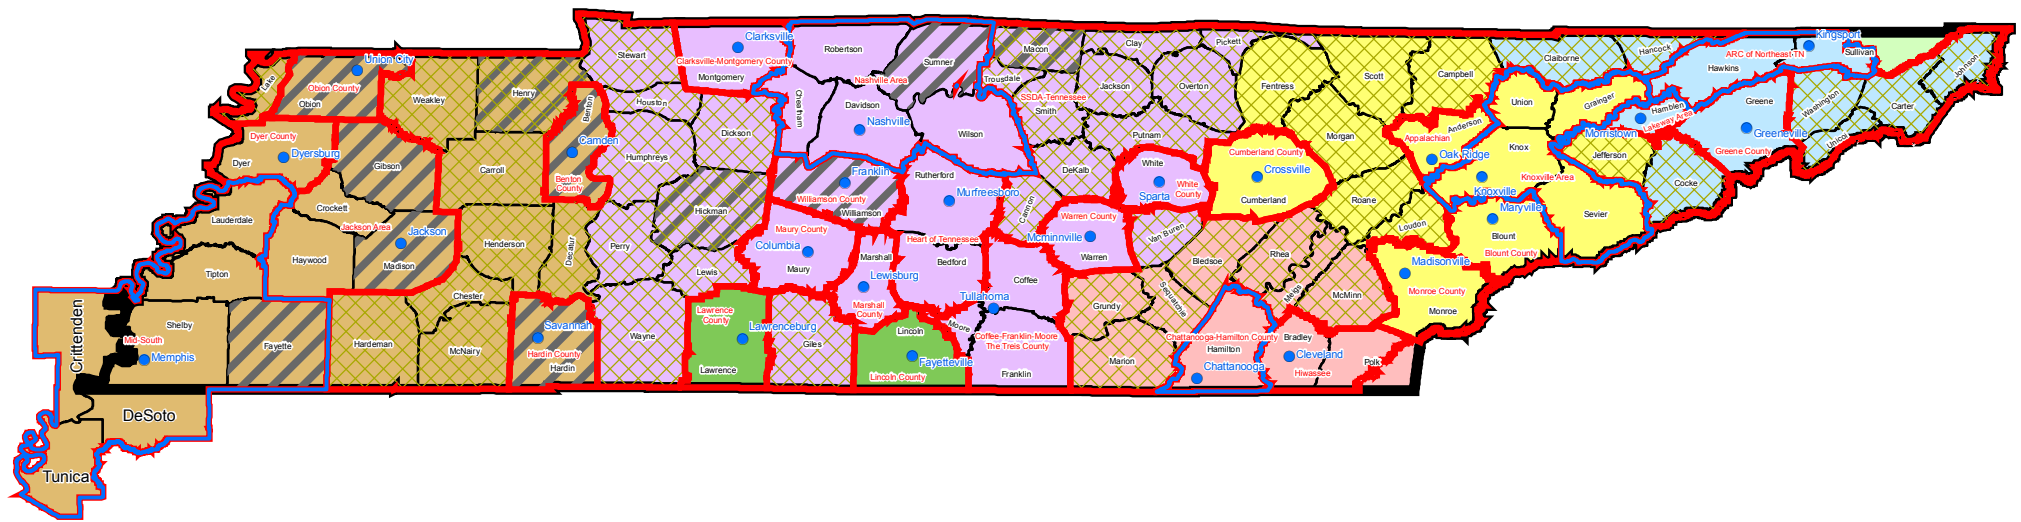 Stewart
Clarksville
Clarksville-Montgomery County
Montgomery
Robertson
Nashville Area
Sumner
Macon
Trousdale
Clay
Pickett
Union City
Obion County
Obion
Lake
Weakley
Henry
Benton
Camden
Benton
County
Houston
Dickson
Humphreys
Cheatham
Davidson
Nashville
Wilson
SSDA-Tennessee
Smith
Jackson
Overton
Putnam
Fentress
Scott
Campbell
Morgan
Claiborne
Hancock
Kingsport
ARC of Northeast TN
Sullivan
Hawkins
Johnson
Carter
Washington
Unicoi
Greene
Greeneville
Greene County
Hamblen
Lakeway Area
Morristown
Grainger
Union
Anderson
Appalachian
Oak Ridge
Knox
Knoxville Area
Knoxville
Jefferson
Cocke
Sevier
Maryville
Blount
Blount County
Dyer County
Dyer
Dyersburg
Gibson
Carroll
Crockett
Lauderdale
Jackson Area
Jackson
Haywood
Madison
Henderson
Decatur
Tipton
Chester
Perry
Hickman
Lewis
Franklin
Williamson County
Williamson
Rutherford
Murfreesboro
Cannon
DeKalb
White
White
County
Sparta
Cumberland County
Crossville
Cumberland
Roane
Loudon
Maury County
Columbia
Maury
Marshall
Lewisburg
Marshall
County
Heart of Tennessee
Bedford
Warren County
Mcminnville
Warren
Van Buren
Coffee
Tullahoma
Bledsoe
Rhea
Meigs
McMinn
Madisonville
Monroe County
Monroe
Crittenden
Shelby
Mid-South
Memphis
Fayette
Hardeman
McNairy
Savannah
Hardin County
Hardin
Wayne
Lawrence
County
Lawrenceburg
Lawrence
Giles
Lincoln
Fayetteville
Lincoln County
Moore
Coffee-Franklin-Moore
The Treis County
Franklin
Grundy
Sequatchie
Marion
Chattanooga-Hamilton County
Hamilton
Chattanooga
Bradley
Cleveland
Hiwassee
Polk
DeSoto
Tunica